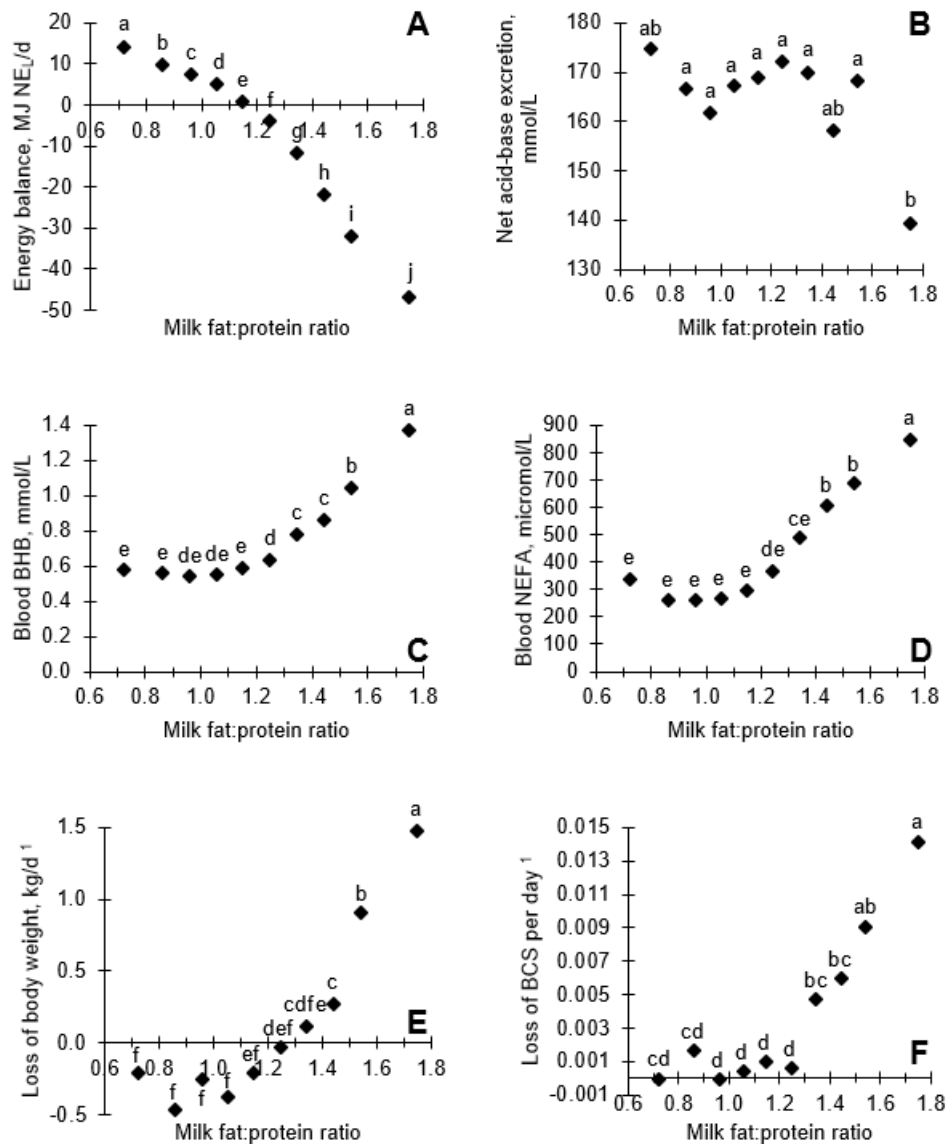 A
Energy balance, MJ NEL/d
20
10
0
-10
-20
-30
-40
-50
0.6 0.8 1.0 1.2 1.4 1.6 1.8
a
b
c
d
e
f
g
h
i
j
Milk fat:protein ratio
B
Net acid-base excretion,
mmol/L
180
170
160
150
140
130
ab
a
a
a
a
a
a
ab
a
b
0.6 0.8 1.0 1.2 1.4 1.6 1.8
Milk fat:protein ratio
C
Blood BHB, mmol/L
1.4
1.2
1.0
0.8
0.6
0.4
0.2
0.0
e
e
de
de
e
d
c
c
b
a
0.6 0.8 1.0 1.2 1.4 1.6 1.8
Milk fat:protein ratio
D
Blood NEFA, micromol/L
900
800
700
600
500
400
300
200
100
0
e
e
e
e
e
de
ce
b
b
a
0.6 0.8 1.0 1.2 1.4 1.6 1.8
Milk fat:protein ratio
E
Loss of body weight, kg/d 1
1.5
1.0
0.5
0.0
-0.5
0.6 0.8 1.0 1.2 1.4 1.6 1.8
f
f
f
f
ef
def
cdfe
c
b
a
Milk fat:protein ratio
F
Loss of BCS per day 1
0.015
0.013
0.011
0.009
0.007
0.005
0.003
0.001
-0.001
cd
cd
d
d
d
d
bc
bc
ab
a
0.6 0.8 1.0 1.2 1.4 1.6 1.8
Milk fat:protein ratio